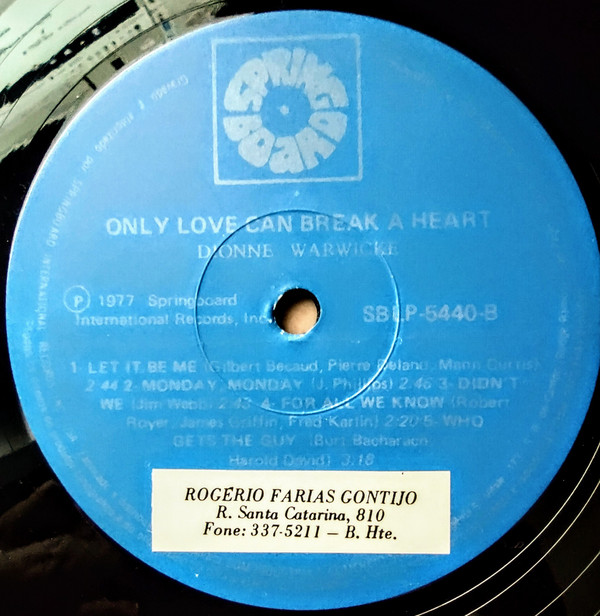 SPRING BOARD
ONLY LOVE CAN BREAK A HEART
DIONNE WARWICKE
Ⓟ 1977 Springboard
International Records, Inc.
SBLP-5440-B
1 LET IT BE ME (Gilbert Becaud, Pierre Delano, Mann Curtis)
2 44 2- MONDAY, MONDAY (J. Phillips) 2.46 3- DIDN'T
WE (Jim Webb) 2:43 4- FOR ALL WE KNOW (Robert
Royer, James Griffin, Fred Karlin) 2:20 5- WHO
GETS THE GUY (Burt Bacharach
Harold David) 3.18
ROGÉRIO FARIAS GONTIJO
R. Santa Catarina, 810
Fone: 337-5211 – B. Hte.